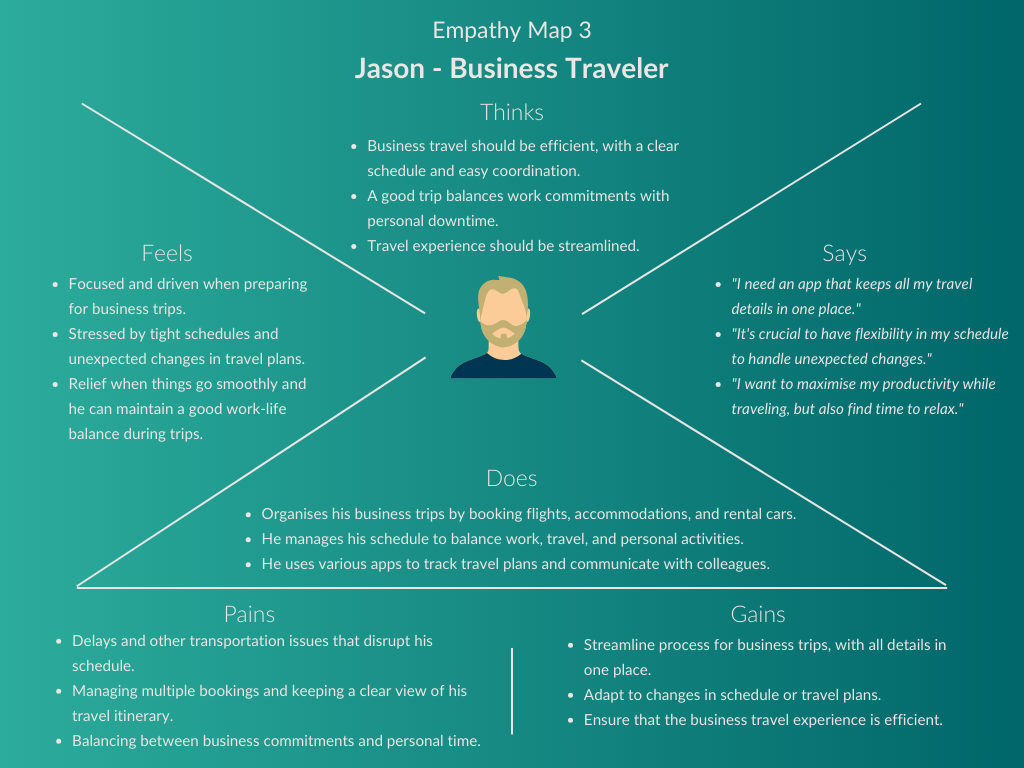 Empathy Map 3
Jason - Business Traveler
Thinks
• Business travel should be efficient, with a clear
schedule and easy coordination.
• A good trip balances work commitments with
personal downtime.
• Travel experience should be streamlined.
Feels
• Focused and driven when preparing
for business trips.
• Stressed by tight schedules and
unexpected changes in travel plans.
• Relief when things go smoothly and
he can maintain a good work-life
balance during trips.
Says
• "I need an app that keeps all my travel
details in one place."
• "It's crucial to have flexibility in my schedule
to handle unexpected changes."
• "I want to maximise my productivity while
traveling, but also find time to relax."
Does
• Organises his business trips by booking flights, accommodations, and rental cars.
• He manages his schedule to balance work, travel, and personal activities.
• He uses various apps to track travel plans and communicate with colleagues.
Pains
• Delays and other transportation issues that disrupt his
schedule.
• Managing multiple bookings and keeping a clear view of his
travel itinerary.
• Balancing between business commitments and personal time.
Gains
• Streamline process for business trips, with all details in
one place.
• Adapt to changes in schedule or travel plans.
• Ensure that the business travel experience is efficient.